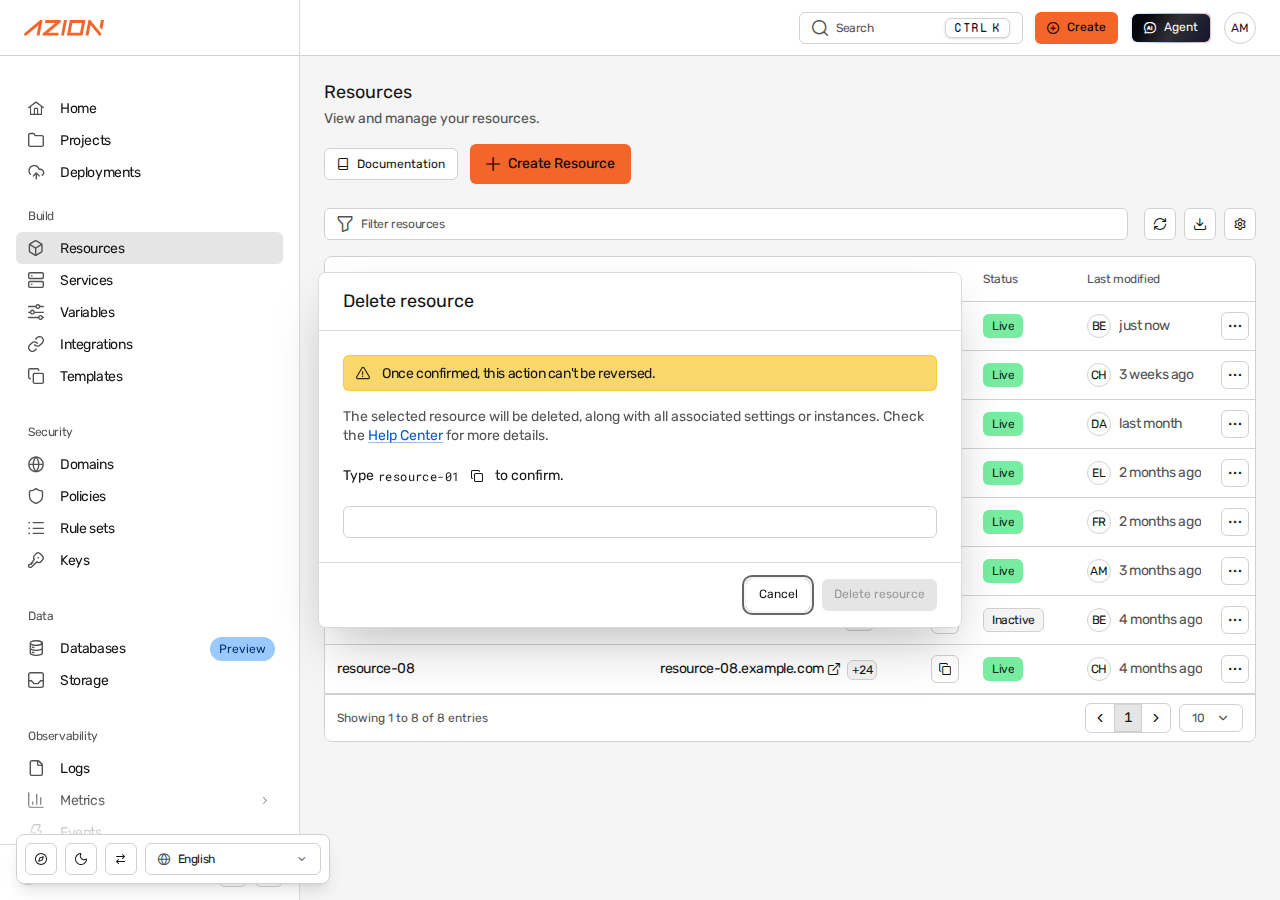 AZION
Search
CTRL K
Create
Agent
AM
Home
Projects
Deployments
Build
Resources
Services
Variables
Integrations
Templates
Security
Domains
Policies
Rule sets
Keys
Data
Databases
Preview
Storage
Observability
Logs
Metrics
Events
English
Resources
View and manage your resources.
Documentation
Create Resource
Filter resources
Status
Last modified
Live
BE
just now
Live
CH
3 weeks ago
Live
DA
last month
Live
EL
2 months ago
Live
FR
2 months ago
Live
AM
3 months ago
Inactive
BE
4 months ago
resource-08
resource-08.example.com
+24
Live
CH
4 months ago
Showing 1 to 8 of 8 entries
1
10
Delete resource
Once confirmed, this action can't be reversed.
The selected resource will be deleted, along with all associated settings or instances. Check
the Help Center for more details.
Type resource-01 to confirm.
Cancel
Delete resource